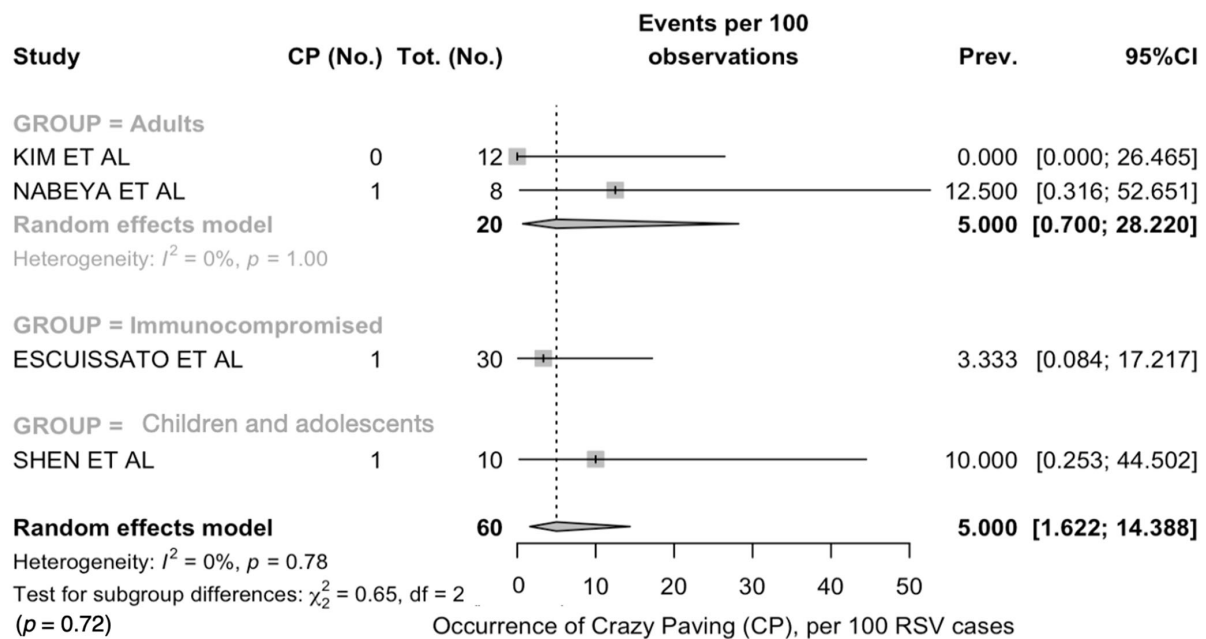 Events per 100
Study CP (No.) Tot. (No.) observations Prev. 95%CI
GROUP = Adults
KIM ET AL 0 12 0.000 [0.000; 26.465]
NABEYA ET AL 1 8 12.500 [0.316; 52.651]
Random effects model 20 5.000 [0.700; 28.220]
Heterogeneity: I² = 0%, p = 1.00
GROUP = Immunocompromised
ESCUISSATO ET AL 1 30 3.333 [0.084; 17.217]
GROUP = Children and adolescents
SHEN ET AL 1 10 10.000 [0.253; 44.502]
Random effects model 60 5.000 [1.622; 14.388]
Heterogeneity: I² = 0%, p = 0.78
0 10 20 30 40 50
Test for subgroup differences: χ²₂ = 0.65, df = 2
(p = 0.72)
Occurrence of Crazy Paving (CP), per 100 RSV cases